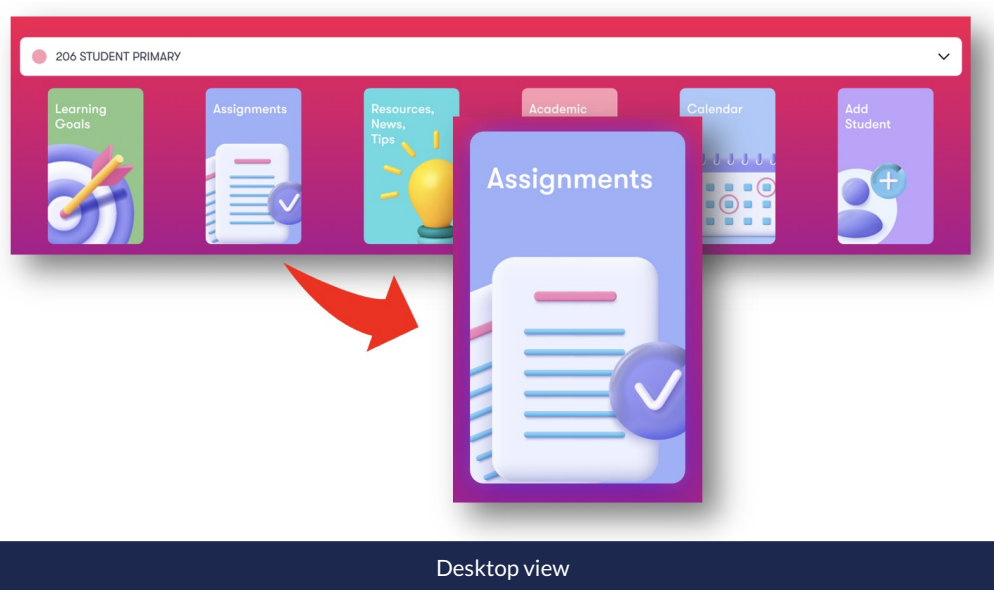 206 STUDENT PRIMARY
Learning
Goals
Assignments
Resources,
News,
Tips
Academic
Calendar
Add
Student
Assignments
Desktop view